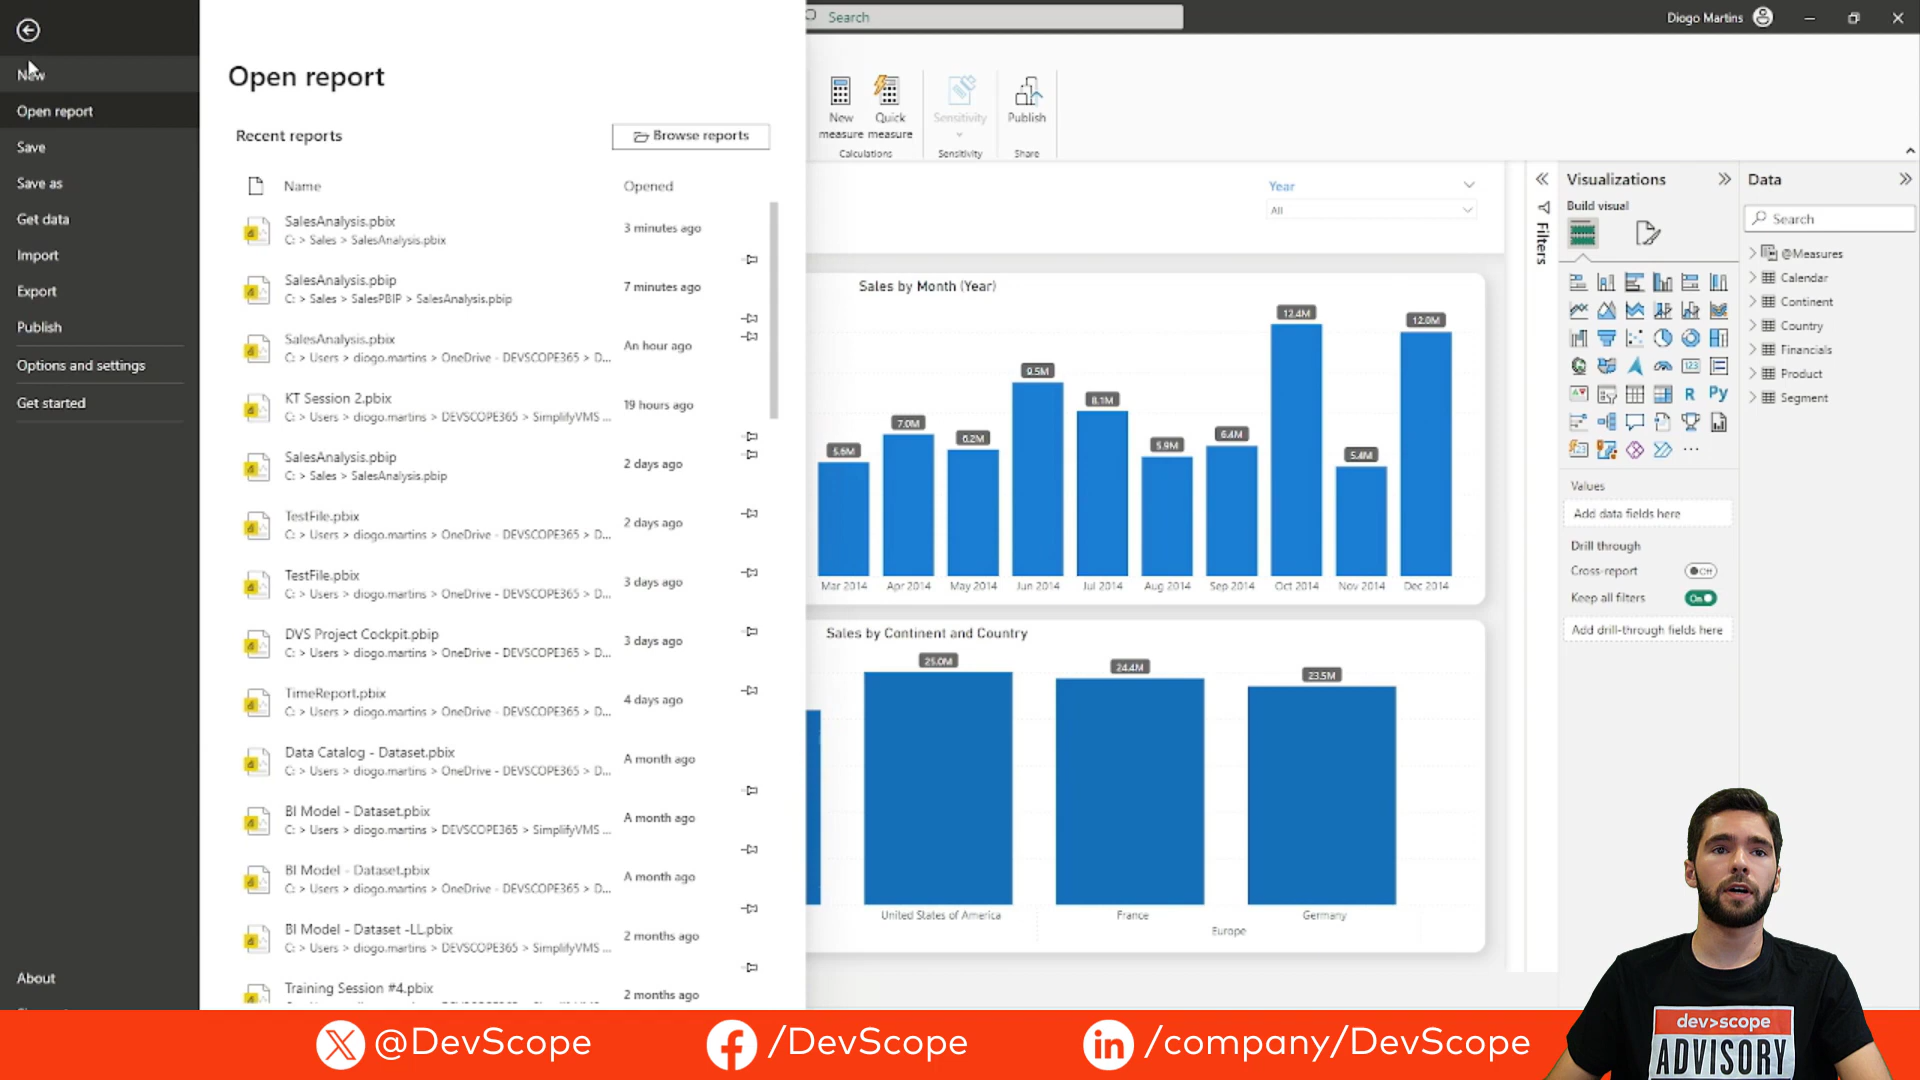 Search
Diogo Martins
New
Open report
Save
Save as
Get data
Import
Export
Publish
Options and settings
Get started
About
Open report
Recent reports
Browse reports
Name
Opened
SalesAnalysis.pbix
C: > Sales > SalesAnalysis.pbix
3 minutes ago
SalesAnalysis.pbip
C: > Sales > SalesPBIP > SalesAnalysis.pbip
7 minutes ago
SalesAnalysis.pbix
C: > Users > diogo.martins > OneDrive - DEVSCOPE365 > D...
An hour ago
KT Session 2.pbix
C: > Users > diogo.martins > DEVSCOPE365 > SimplifyVMS ...
19 hours ago
SalesAnalysis.pbip
C: > Sales > SalesAnalysis.pbip
2 days ago
TestFile.pbix
C: > Users > diogo.martins > OneDrive - DEVSCOPE365 > D...
2 days ago
TestFile.pbix
C: > Users > diogo.martins > OneDrive - DEVSCOPE365 > D...
3 days ago
DVS Project Cockpit.pbip
C: > Users > diogo.martins > OneDrive - DEVSCOPE365 > D...
3 days ago
TimeReport.pbix
C: > Users > diogo.martins > OneDrive - DEVSCOPE365 > D...
4 days ago
Data Catalog - Dataset.pbix
C: > Users > diogo.martins > OneDrive - DEVSCOPE365 > D...
A month ago
BI Model - Dataset.pbix
C: > Users > diogo.martins > DEVSCOPE365 > SimplifyVMS ...
A month ago
BI Model - Dataset.pbix
C: > Users > diogo.martins > OneDrive - DEVSCOPE365 > D...
A month ago
BI Model - Dataset -LL.pbix
C: > Users > diogo.martins > DEVSCOPE365 > SimplifyVMS ...
2 months ago
Training Session #4.pbix
2 months ago
New measure
Quick measure
Calculations
Sensitivity
Sensitivity
Publish
Share
Year
All
Sales by Month (Year)
5.6M
7.0M
6.2M
9.5M
8.1M
5.9M
6.4M
12.4M
5.4M
12.0M
Mar 2014
Apr 2014
May 2014
Jun 2014
Jul 2014
Aug 2014
Sep 2014
Oct 2014
Nov 2014
Dec 2014
Sales by Continent and Country
25.0M
24.4M
23.5M
United States of America
France
Germany
Europe
Filters
Visualizations
Build visual
123
R
Py
Values
Add data fields here
Drill through
Cross-report
Off
Keep all filters
On
Add drill-through fields here
Data
Search
@Measures
Calendar
Continent
Country
Financials
Product
Segment
dev>scope
ADVISORY
@DevScope
/DevScope
/company/DevScope